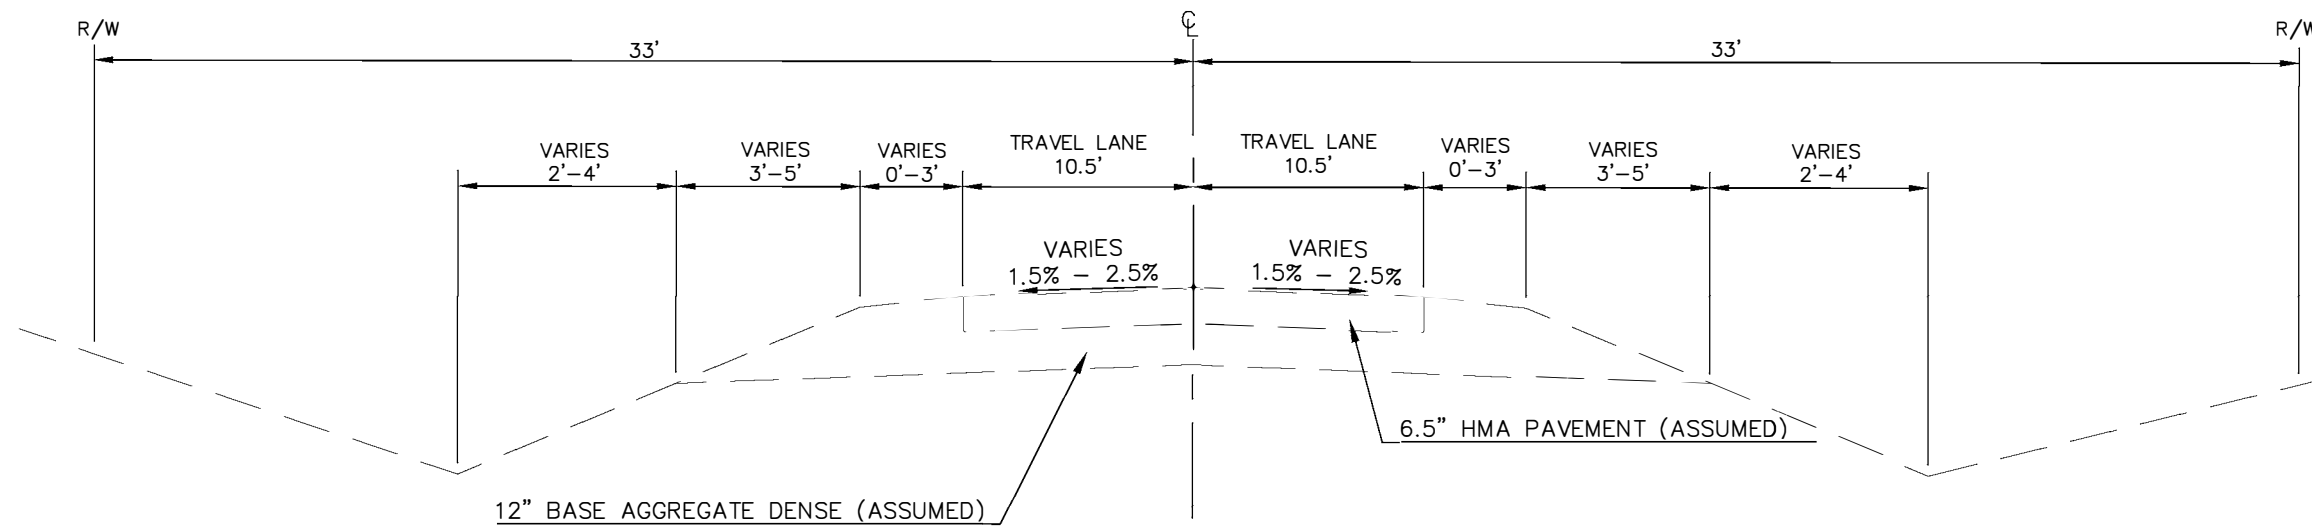 R/W
℄
R/W
33'
33'
VARIES
2'-4'
VARIES
3'-5'
VARIES
0'-3'
TRAVEL LANE
10.5'
TRAVEL LANE
10.5'
VARIES
0'-3'
VARIES
3'-5'
VARIES
2'-4'
VARIES
1.5% - 2.5%
VARIES
1.5% - 2.5%
6.5" HMA PAVEMENT (ASSUMED)
12" BASE AGGREGATE DENSE (ASSUMED)